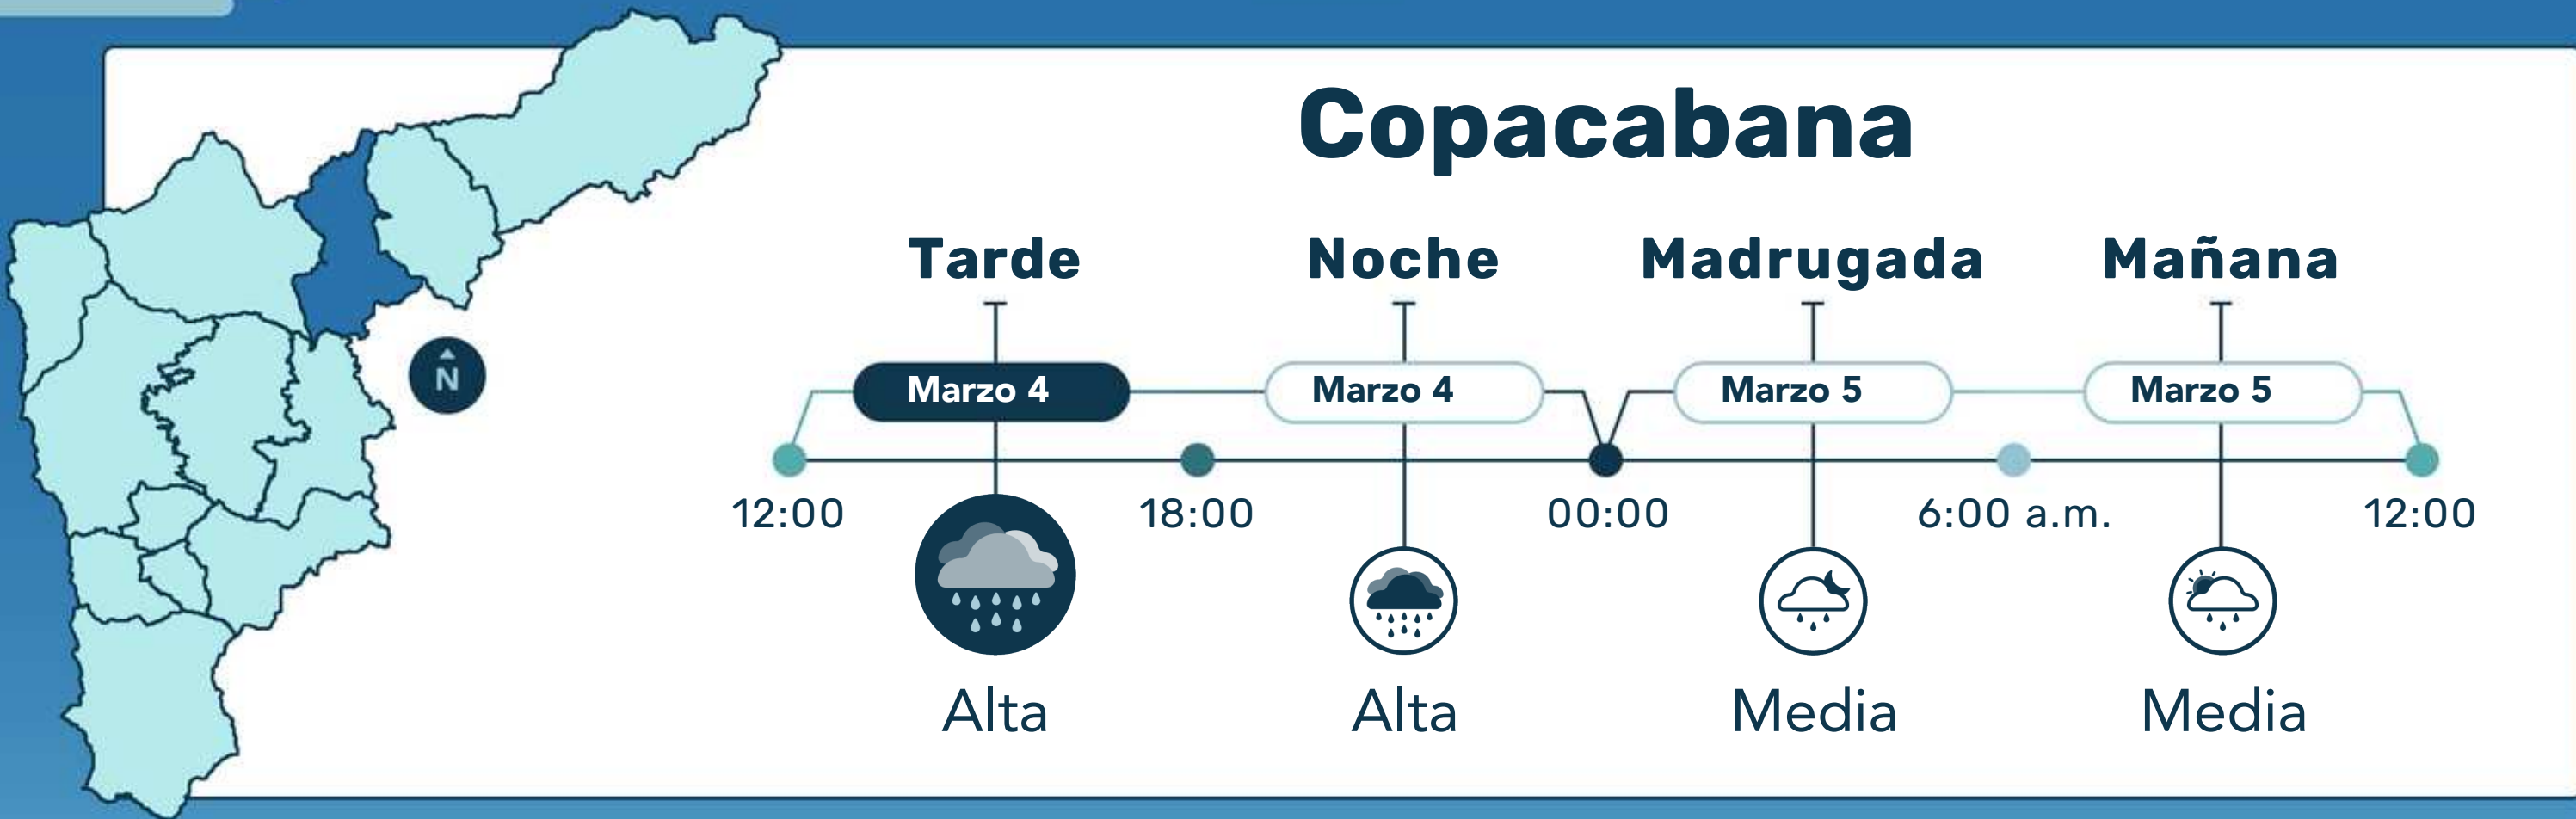 Copacabana
Tarde Noche Madrugada Mañana
Marzo 4 Marzo 4 Marzo 5 Marzo 5
N
12:00 18:00 00:00 6:00 a.m. 12:00
Alta Alta Media Media